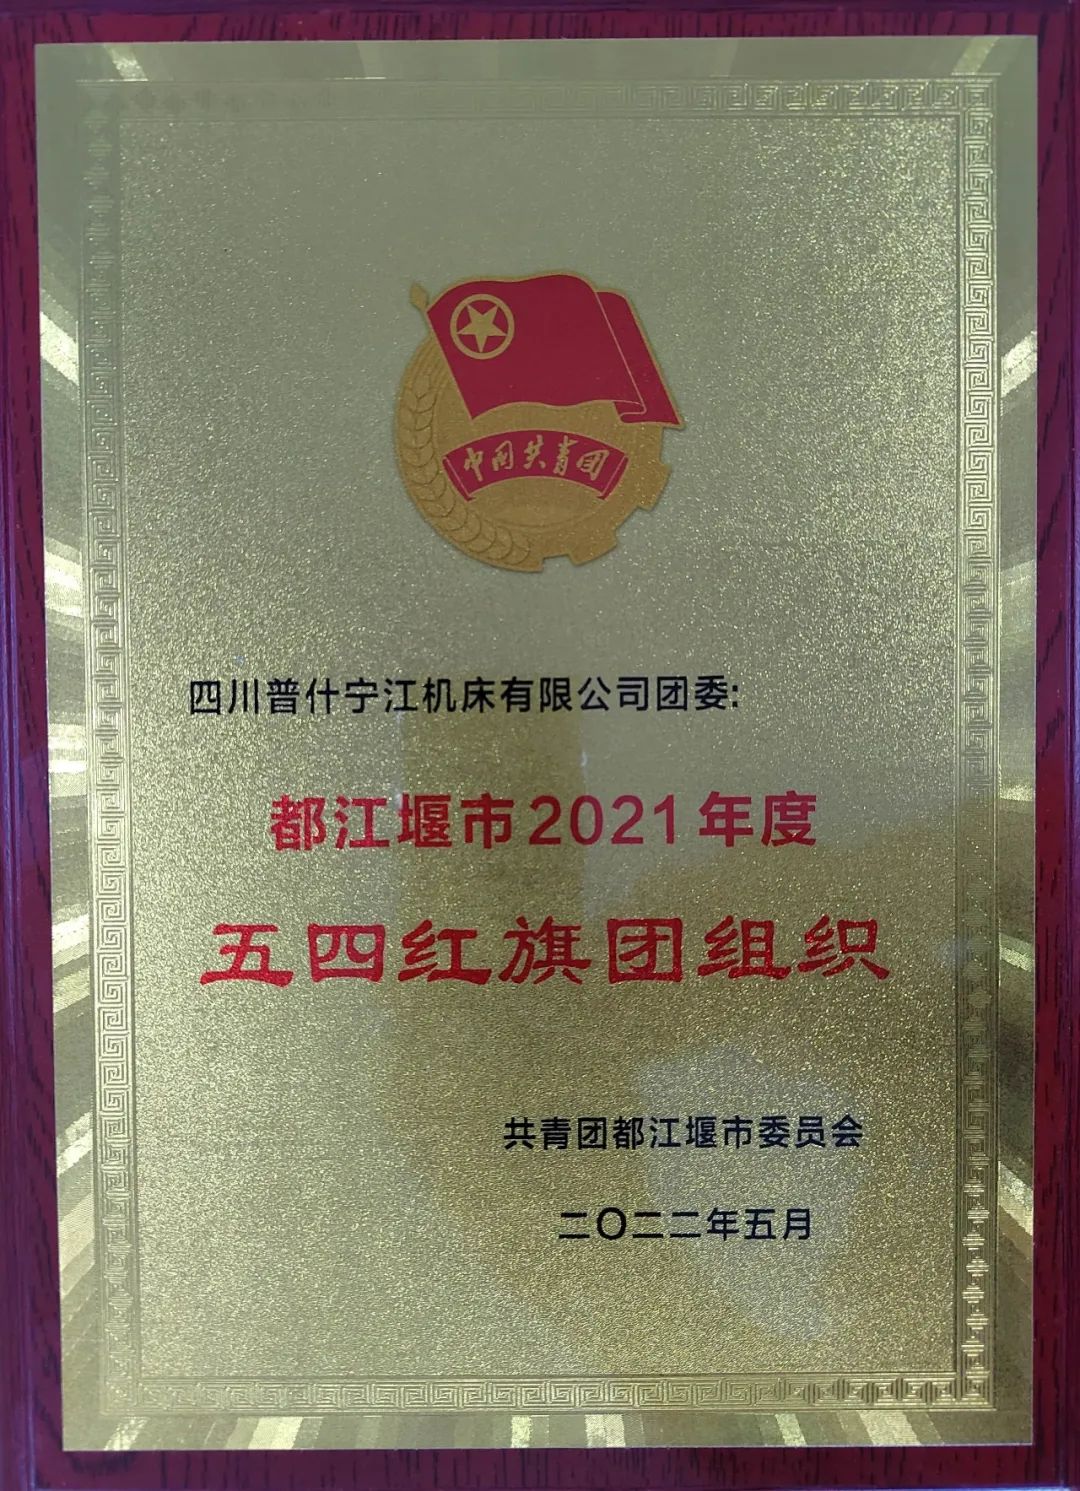 中国共青团
四川普什宁江机床有限公司团委:
都江堰市2021年度
五四红旗团组织
共青团都江堰市委员会
二〇二二年五月